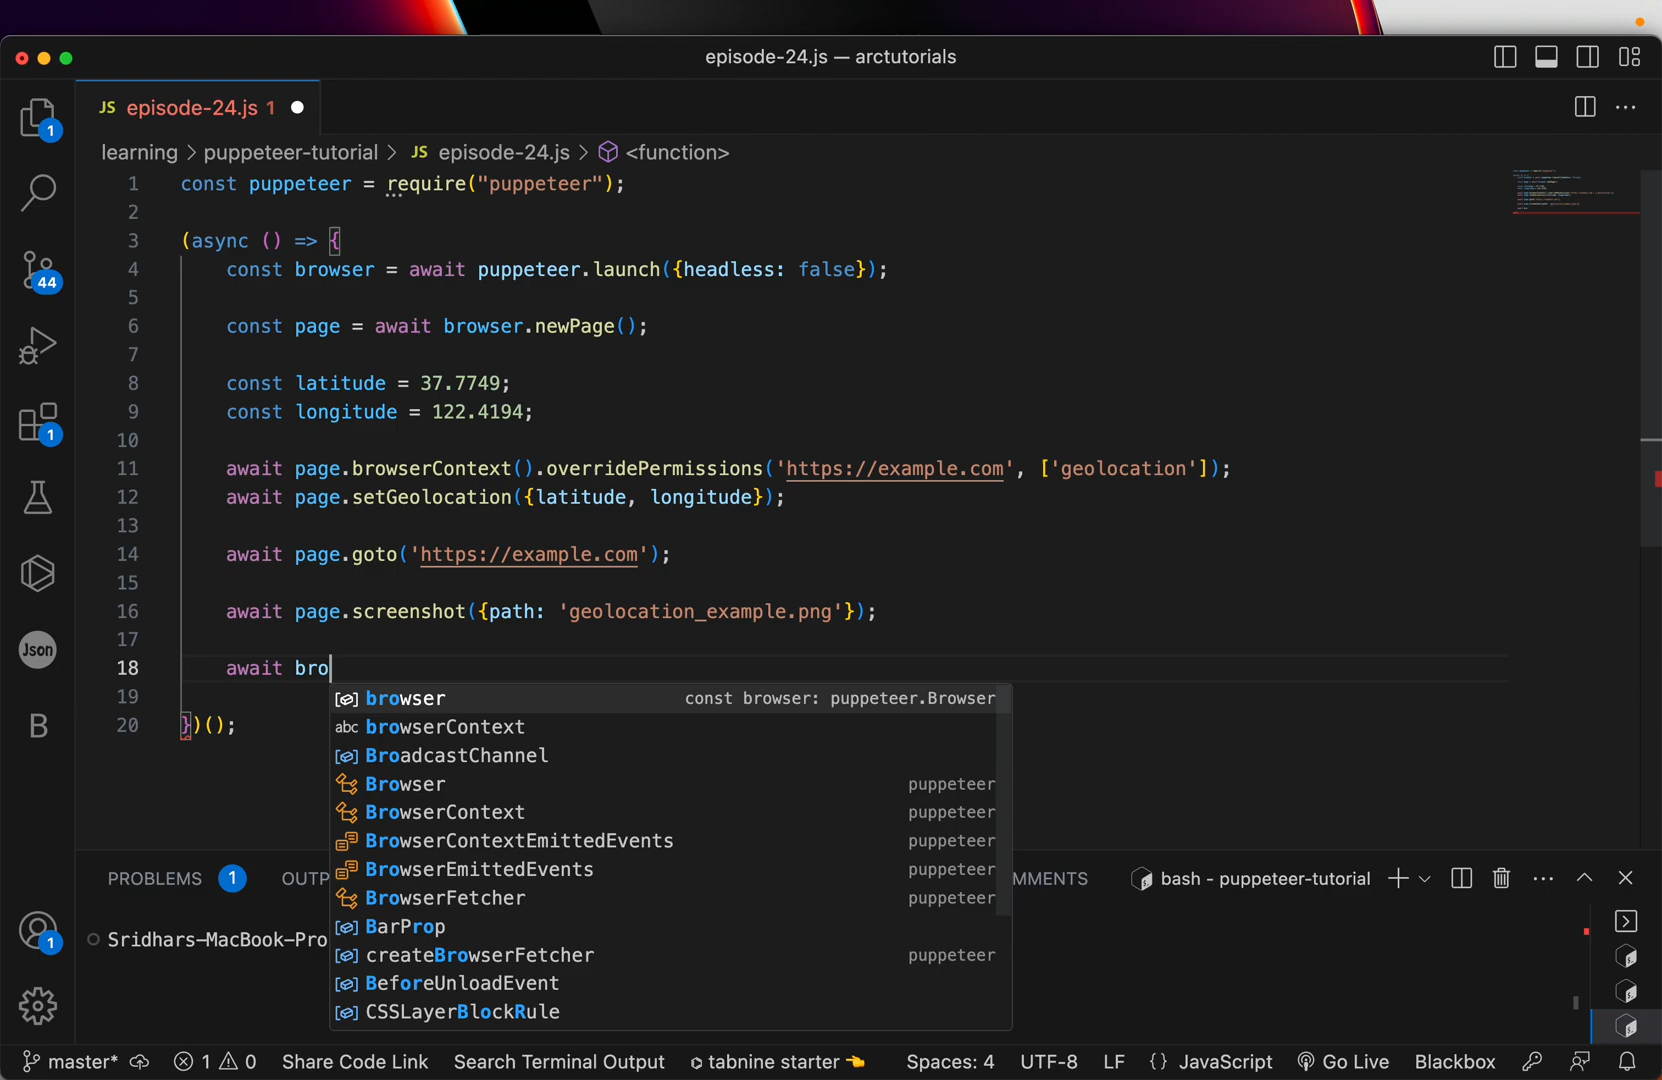 episode-24.js — arctutorials
JS episode-24.js 1
learning > puppeteer-tutorial > JS episode-24.js > <function>
1 const puppeteer = require("puppeteer");
2
3 (async () => {
4 const browser = await puppeteer.launch({headless: false});
5
6 const page = await browser.newPage();
7
8 const latitude = 37.7749;
9 const longitude = 122.4194;
10
11 await page.browserContext().overridePermissions('https://example.com', ['geolocation']);
12 await page.setGeolocation({latitude, longitude});
13
14 await page.goto('https://example.com');
15
16 await page.screenshot({path: 'geolocation_example.png'});
17
18 await bro
19
20 })();
browser const browser: puppeteer.Browser
abc browserContext
BroadcastChannel
Browser puppeteer
BrowserContext puppeteer
BrowserContextEmittedEvents puppeteer
BrowserEmittedEvents puppeteer
BrowserFetcher puppeteer
BarProp
createBrowserFetcher puppeteer
BeforeUnloadEvent
CSSLayerBlockRule
1
44
1
Json
B
1
PROBLEMS 1 OUTP MMENTS bash - puppeteer-tutorial
Sridhars-MacBook-Pro
master* 1 0 Share Code Link Search Terminal Output tabnine starter Spaces: 4 UTF-8 LF {} JavaScript Go Live Blackbox